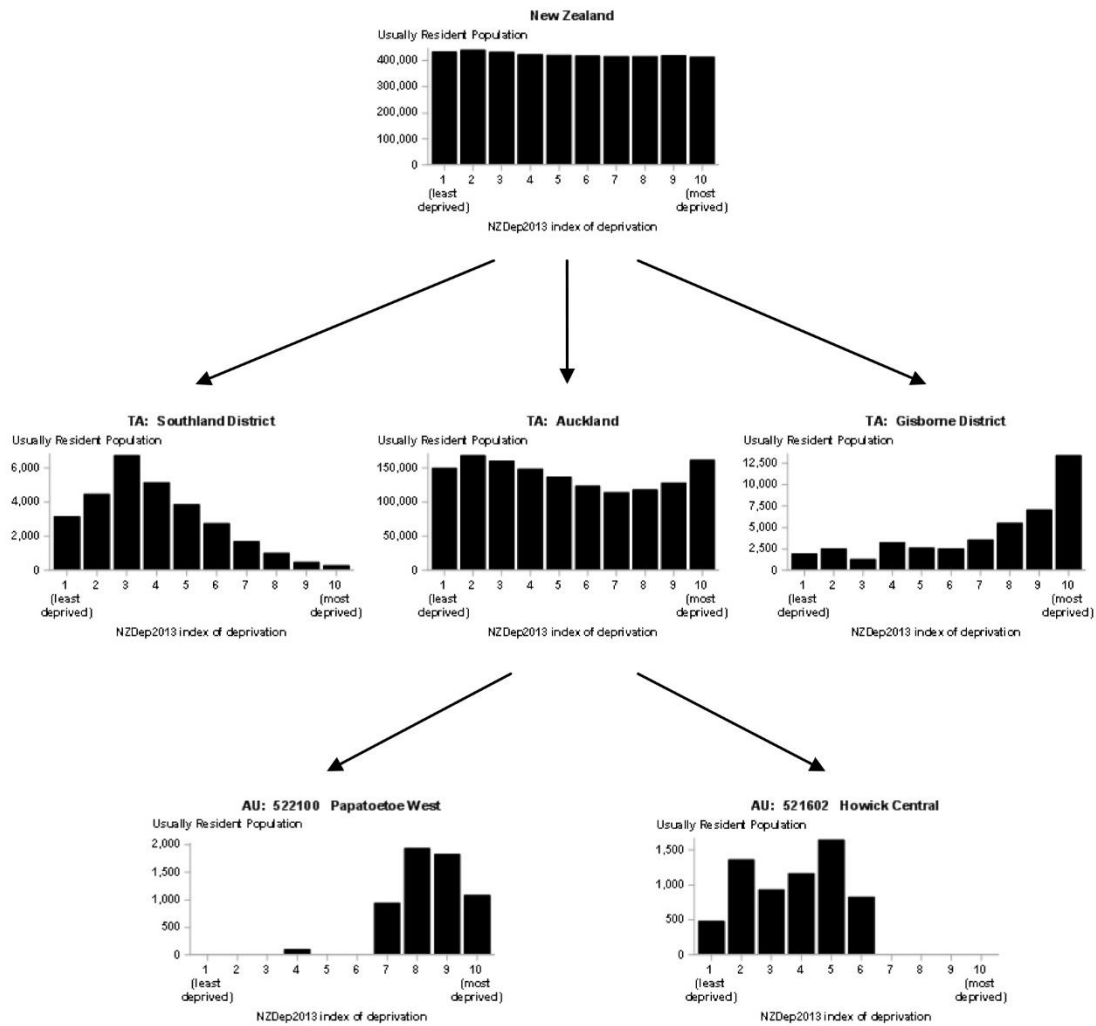 New Zealand
Usually Resident Population
400,000
300,000
200,000
100,000
0
1 2 3 4 5 6 7 8 9 10
(least (most
deprived) deprived)
NZDep2013 index of deprivation
TA: Southland District
Usually Resident Population
6,000
4,000
2,000
0
1 2 3 4 5 6 7 8 9 10
(least (most
deprived) deprived)
NZDep2013 index of deprivation
TA: Auckland
Usually Resident Population
150,000
100,000
50,000
0
1 2 3 4 5 6 7 8 9 10
(least (most
deprived) deprived)
NZDep2013 index of deprivation
TA: Gisborne District
Usually Resident Population
12,500
10,000
7,500
5,000
2,500
0
1 2 3 4 5 6 7 8 9 10
(least (most
deprived) deprived)
NZDep2013 index of deprivation
AU: 522100 Papatoetoe West
Usually Resident Population
2,000
1,500
1,000
500
0
1 2 3 4 5 6 7 8 9 10
(least (most
deprived) deprived)
NZDep2013 index of deprivation
AU: 521602 Howick Central
Usually Resident Population
1,500
1,000
500
0
1 2 3 4 5 6 7 8 9 10
(least (most
deprived) deprived)
NZDep2013 index of deprivation